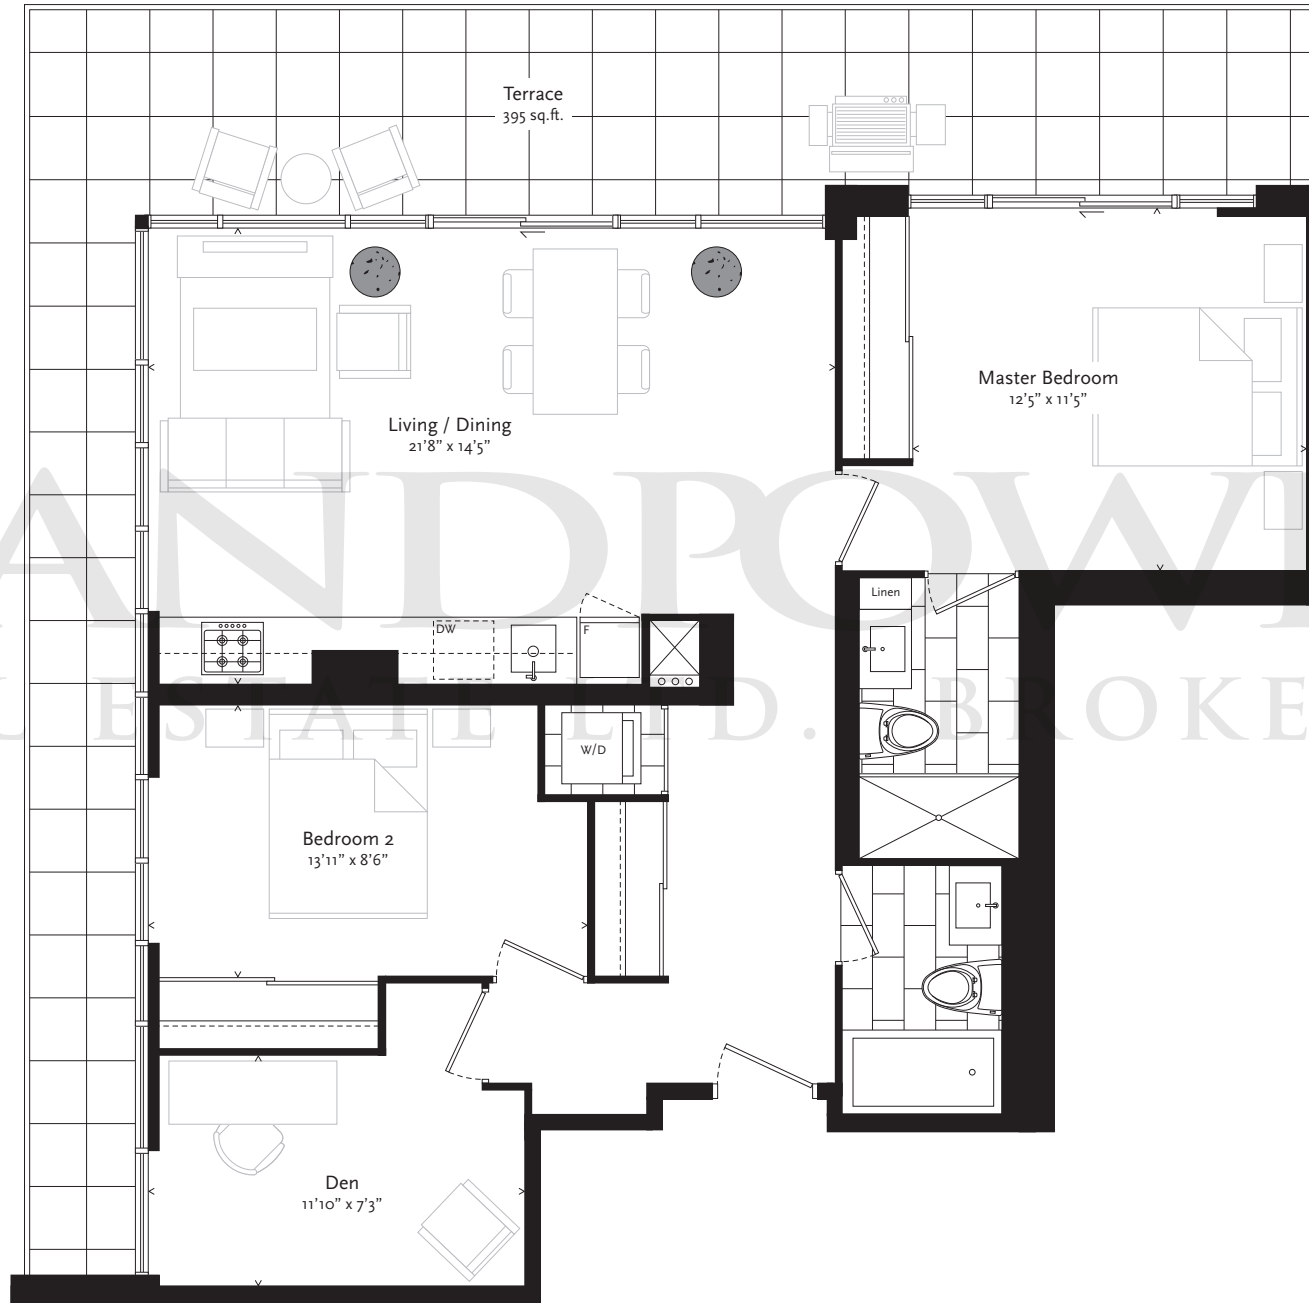 Terrace
395 sq.ft.
Master Bedroom
12'5" x 11'5"
Living / Dining
21'8" x 14'5"
ANDPOW
Linen
DW
F
ESTATE LTD. BROKE
W/D
Bedroom 2
13'11" x 8'6"
Den
11'10" x 7'3"